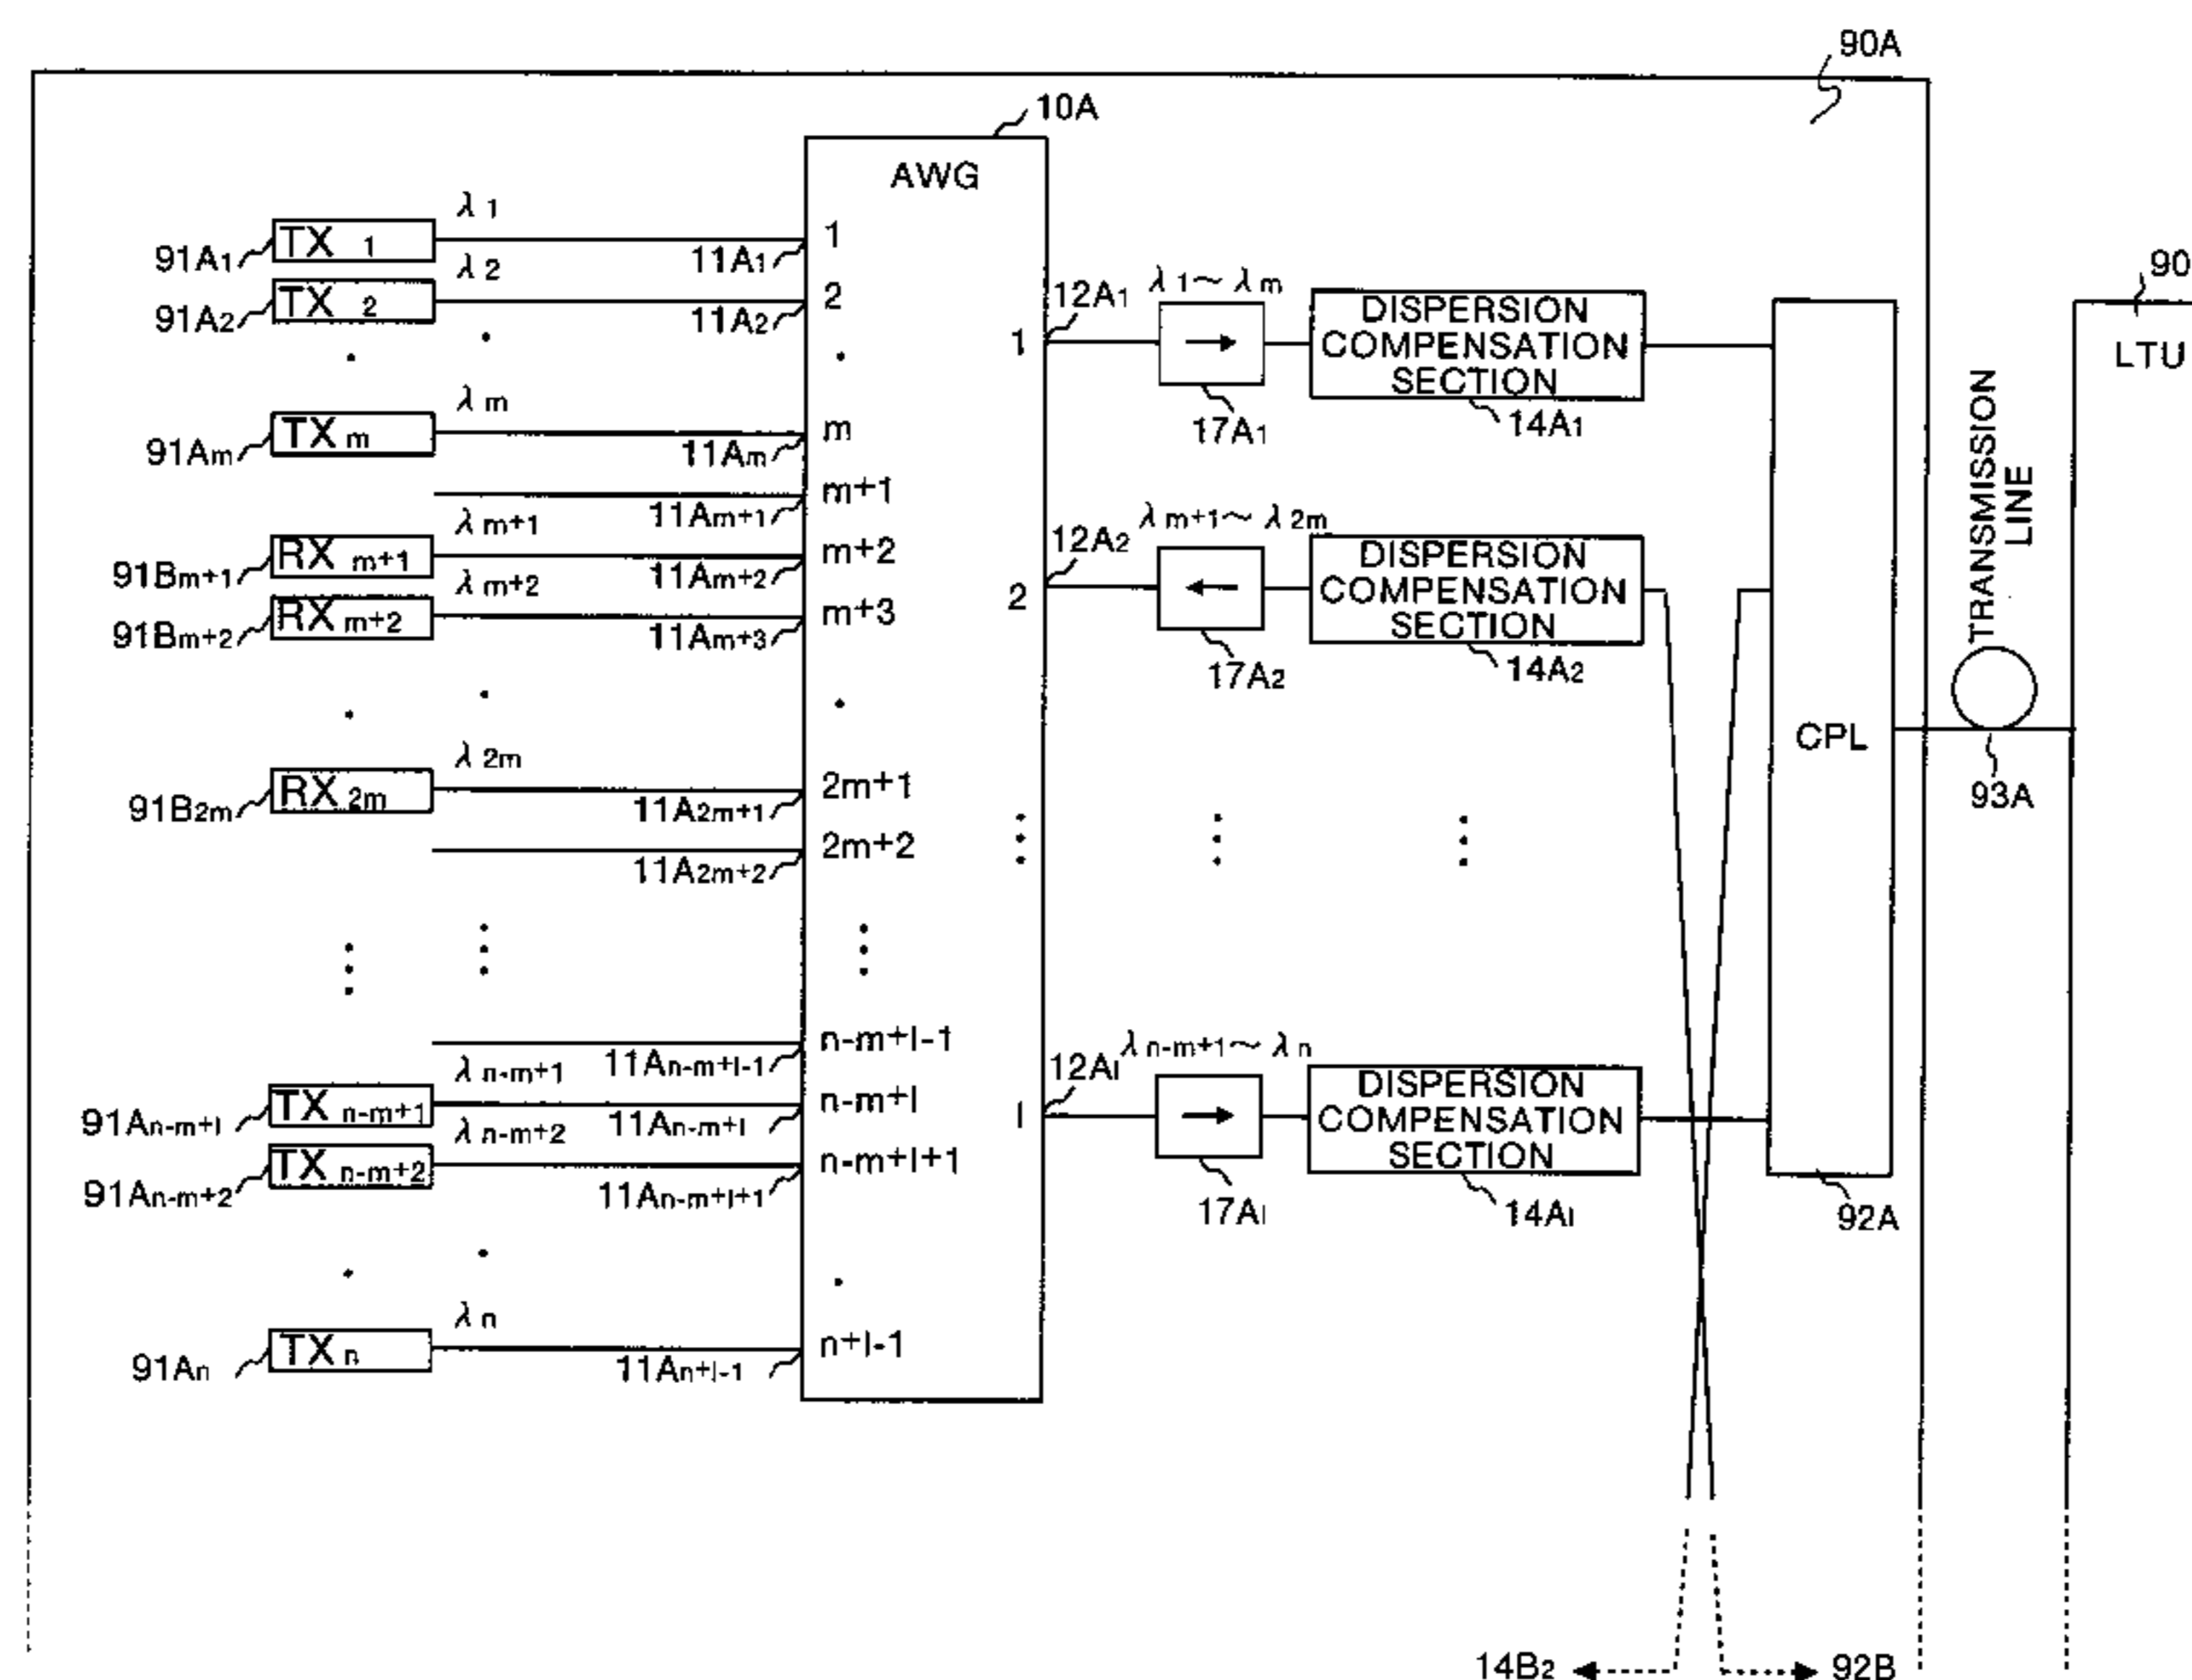 90A
10A
AWG
λ1
91A1 TX 1 11A1 1
λ2
91A2 TX 2 11A2 2
λm
91Am TX m 11Am m
11Am+1 m+1
λm+1
91Bm+1 RX m+1 11Am+2 m+2
λm+2
91Bm+2 RX m+2 11Am+3 m+3
λ2m
91B2m RX 2m 11A2m+1 2m+1
11A2m+2 2m+2
11An-m+l-1 n-m+l-1
λn-m+1
91An-m+l TX n-m+1 11An-m+l n-m+l
λn-m+2
91An-m+2 TX n-m+2 11An-m+l+1 n-m+l+1
λn
91An TX n 11An+l-1 n+l-1
1 12A1 λ1~λm
17A1
DISPERSION
COMPENSATION
SECTION
14A1
2 12A2 λm+1~λ2m
17A2
DISPERSION
COMPENSATION
SECTION
14A2
l 12Al λn-m+1~λn
17Al
DISPERSION
COMPENSATION
SECTION
14Al
CPL
92A
TRANSMISSION
LINE
93A
90
LTU
14B2
92B